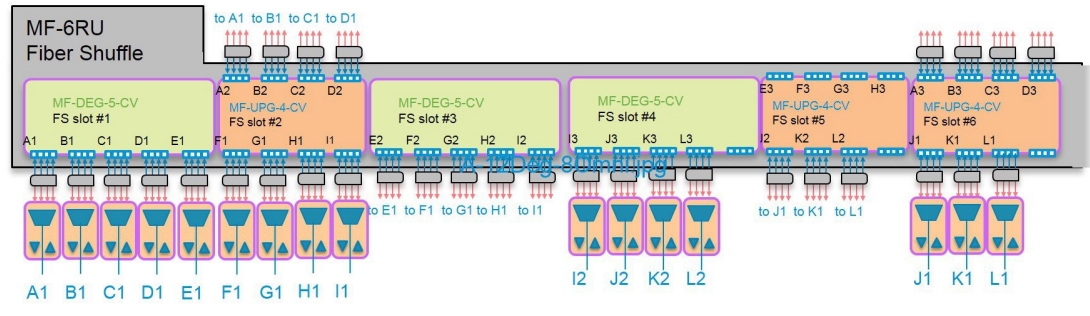 MF-6RU
Fiber Shuffle
to A1 to B1 to C1 to D1
A2 B2 C2 D2
E3 F3 G3 H3
A3 B3 C3 D3
MF-DEG-5-CV
FS slot #1
MF-UPG-4-CV
FS slot #2
MF-DEG-5-CV
FS slot #3
MF-DEG-5-CV
FS slot #4
MF-UPG-4-CV
FS slot #5
MF-UPG-4-CV
FS slot #6
A1 B1 C1 D1 E1
F1 G1 H1 I1
E2 F2 G2 H2 I2
I3 J3 K3 L3
J2 K2 L2
J1 K1 L1
to E1 to F1 to G1 to H1 to I1
to J1 to K1 to L1
A1 B1 C1 D1 E1 F1 G1 H1 I1
I2 J2 K2 L2
J1 K1 L1